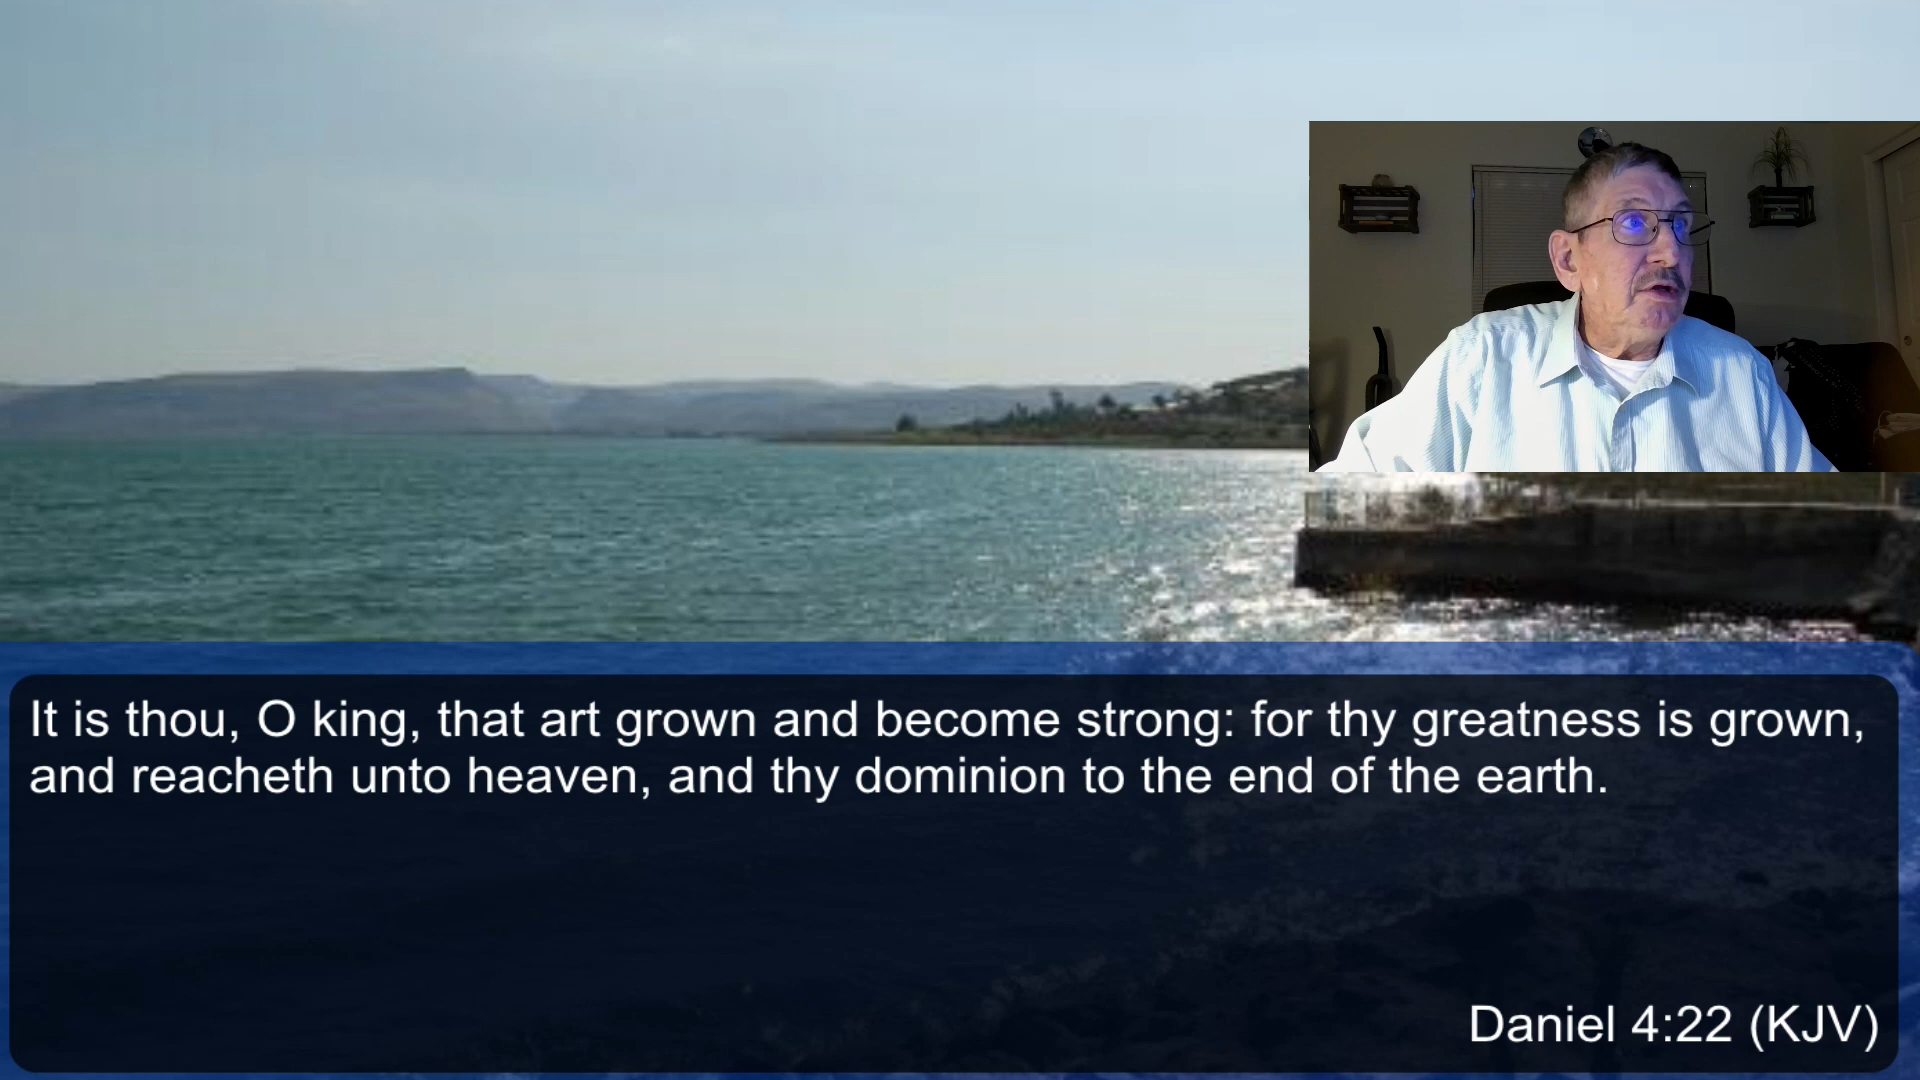 It is thou, O king, that art grown and become strong: for thy greatness is grown,
and reacheth unto heaven, and thy dominion to the end of the earth.
Daniel 4:22 (KJV)